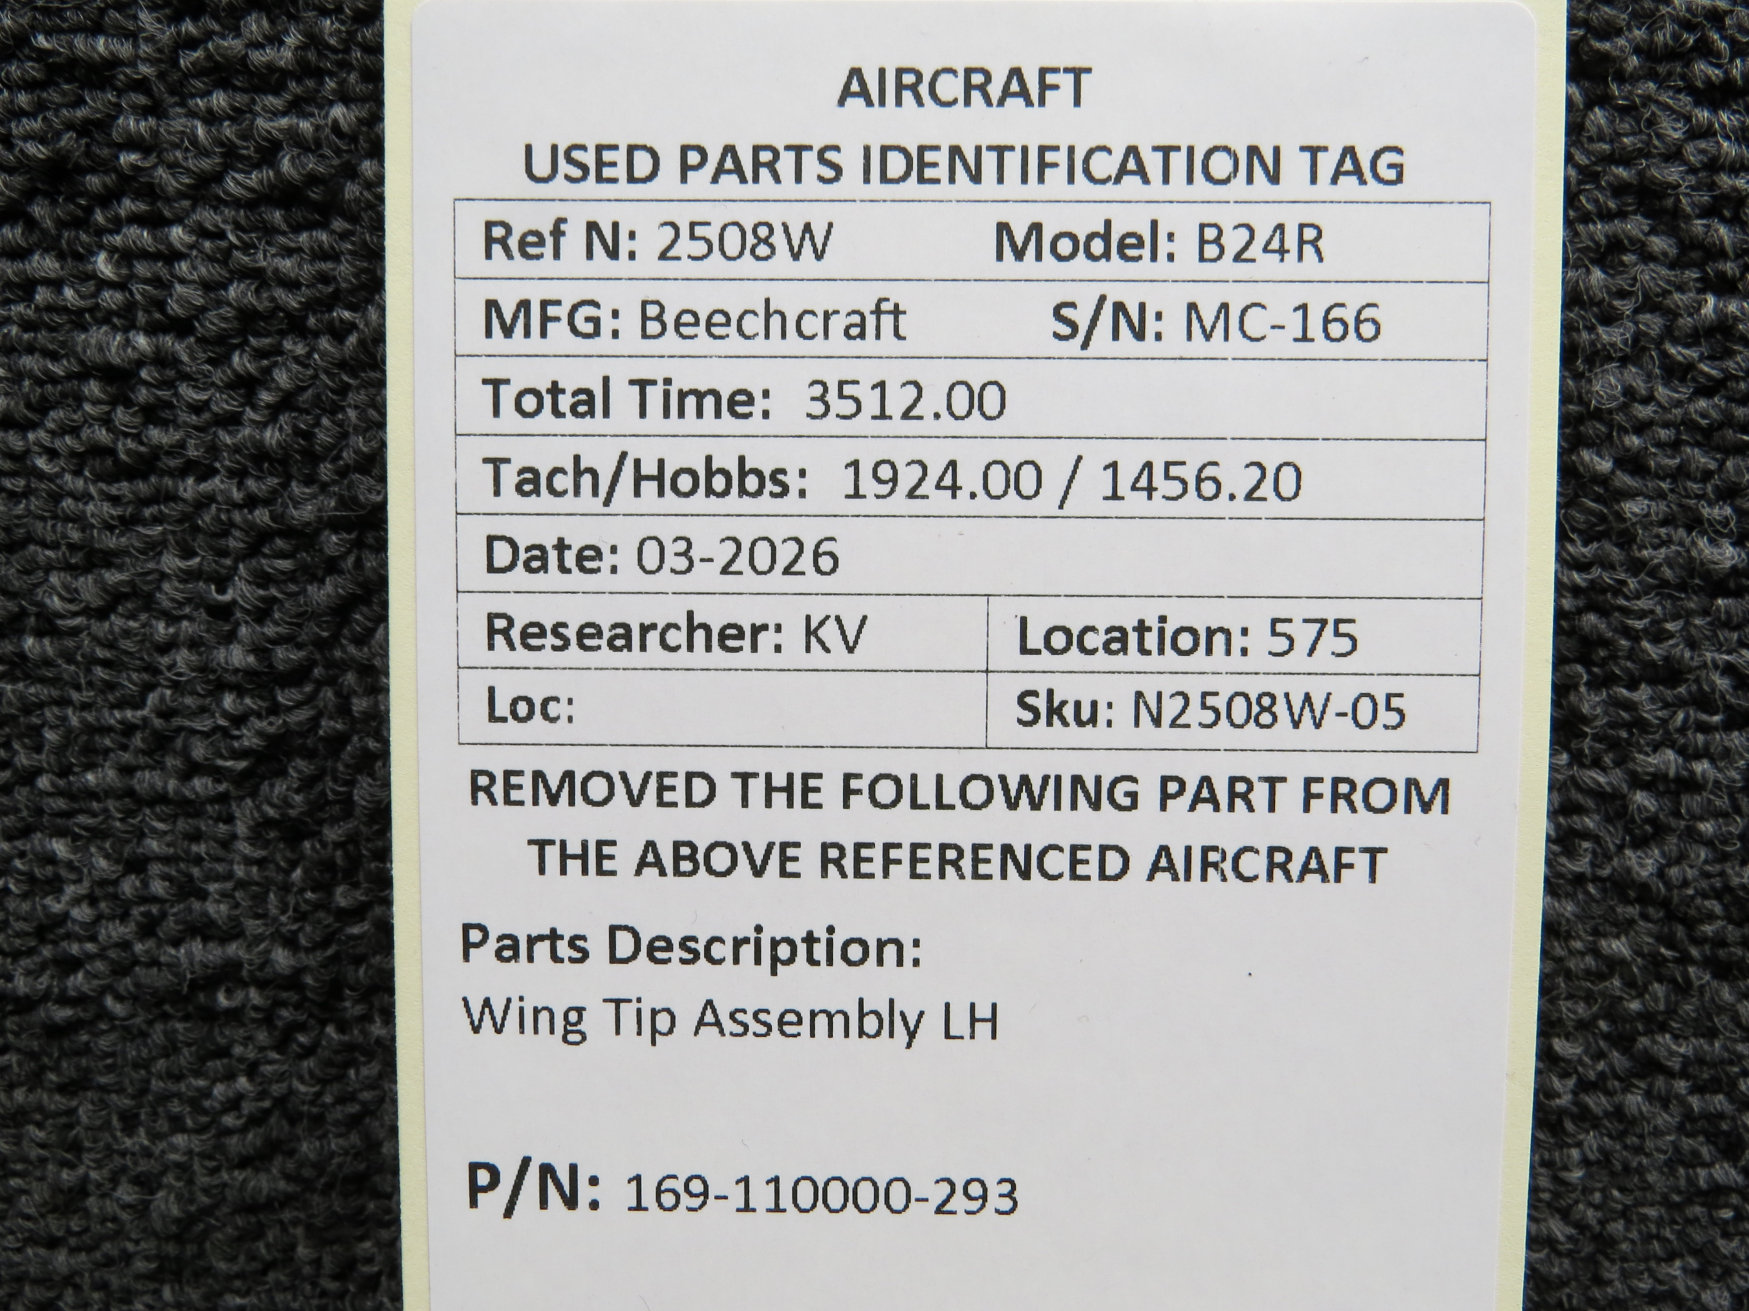 AIRCRAFT
USED PARTS IDENTIFICATION TAG
Ref N: 2508W Model: B24R
MFG: Beechcraft S/N: MC-166
Total Time: 3512.00
Tach/Hobbs: 1924.00 / 1456.20
Date: 03-2026
Researcher: KV Location: 575
Loc: Sku: N2508W-05
REMOVED THE FOLLOWING PART FROM
THE ABOVE REFERENCED AIRCRAFT
Parts Description:
Wing Tip Assembly LH
P/N: 169-110000-293